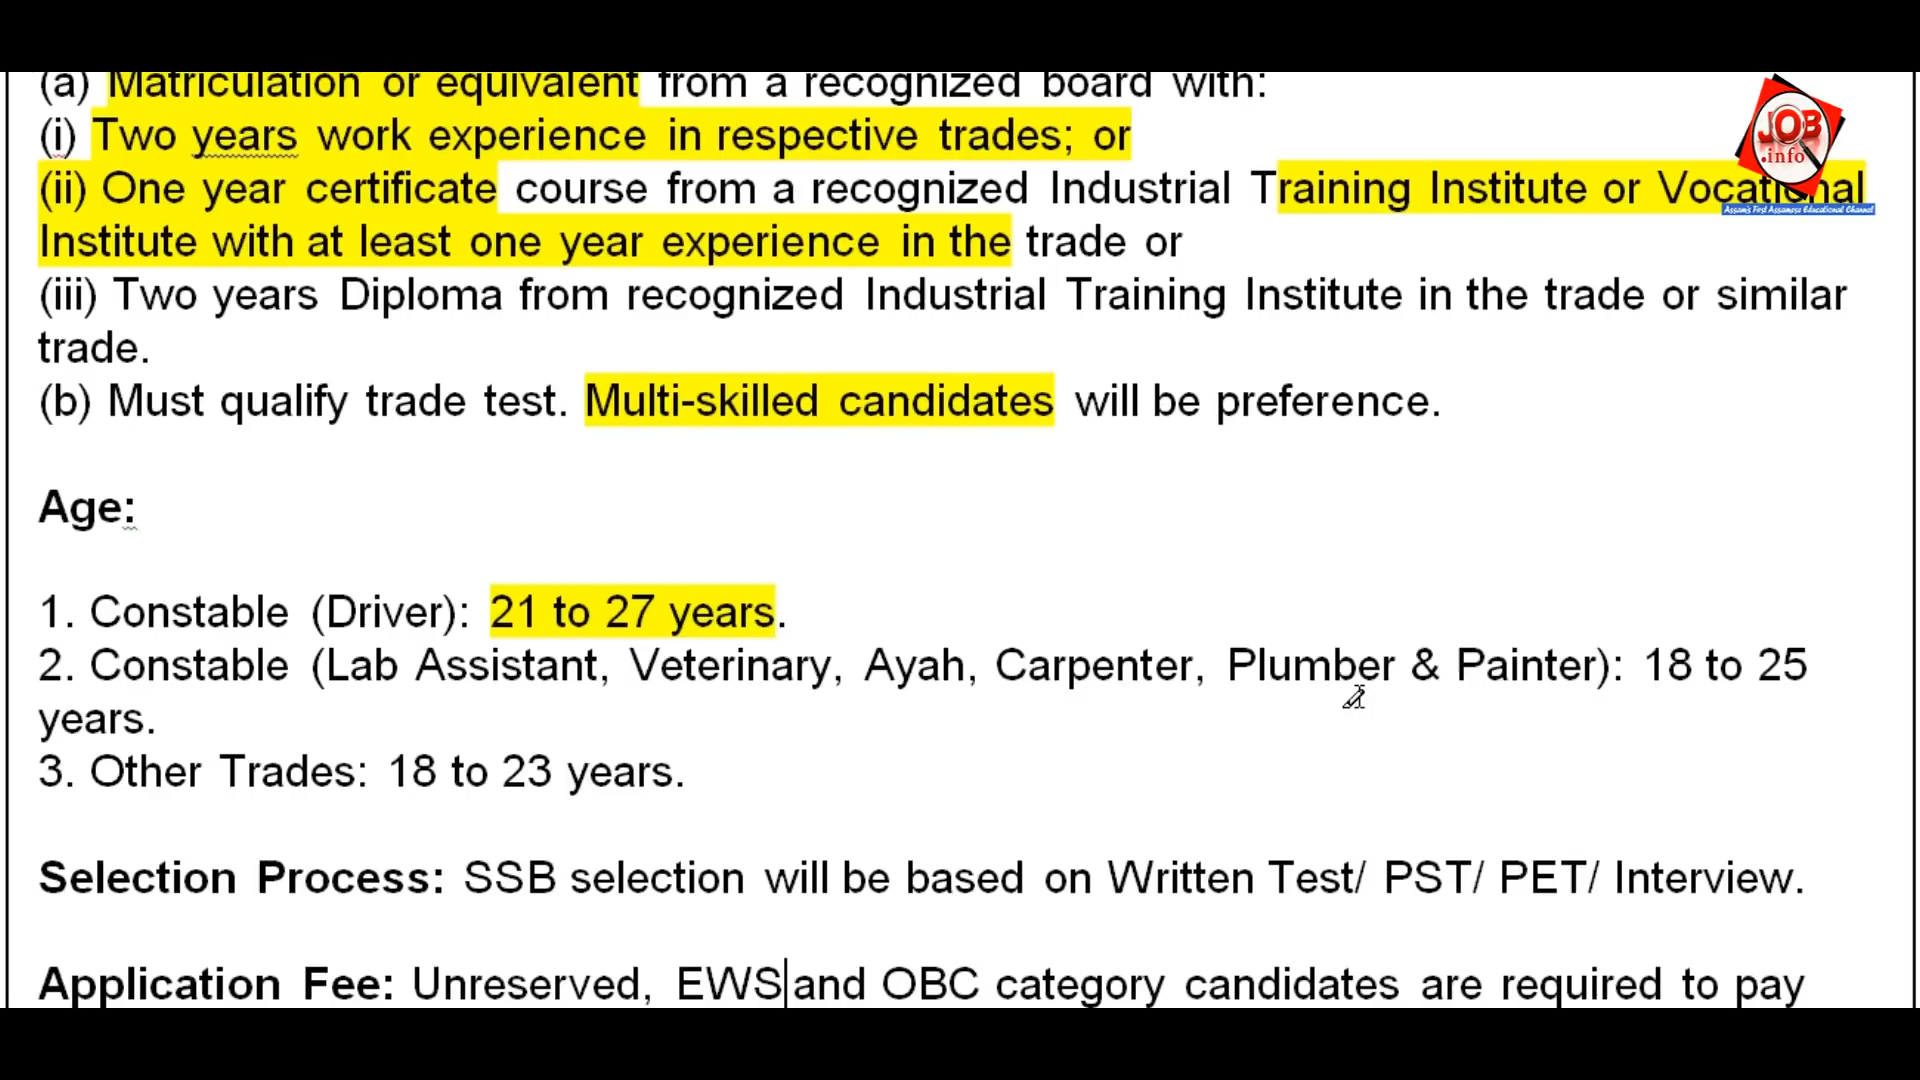 (a) Matriculation or equivalent from a recognized board with:
(i) Two years work experience in respective trades; or
(ii) One year certificate course from a recognized Industrial Training Institute or Vocational
Institute with at least one year experience in the trade or
(iii) Two years Diploma from recognized Industrial Training Institute in the trade or similar
trade.
(b) Must qualify trade test. Multi-skilled candidates will be preference.
Age:
1. Constable (Driver): 21 to 27 years.
2. Constable (Lab Assistant, Veterinary, Ayah, Carpenter, Plumber & Painter): 18 to 25
years.
3. Other Trades: 18 to 23 years.
Selection Process: SSB selection will be based on Written Test/ PST/ PET/ Interview.
Application Fee: Unreserved, EWS and OBC category candidates are required to pay
JOB
.info
Assam's First Assamese Educational Channel